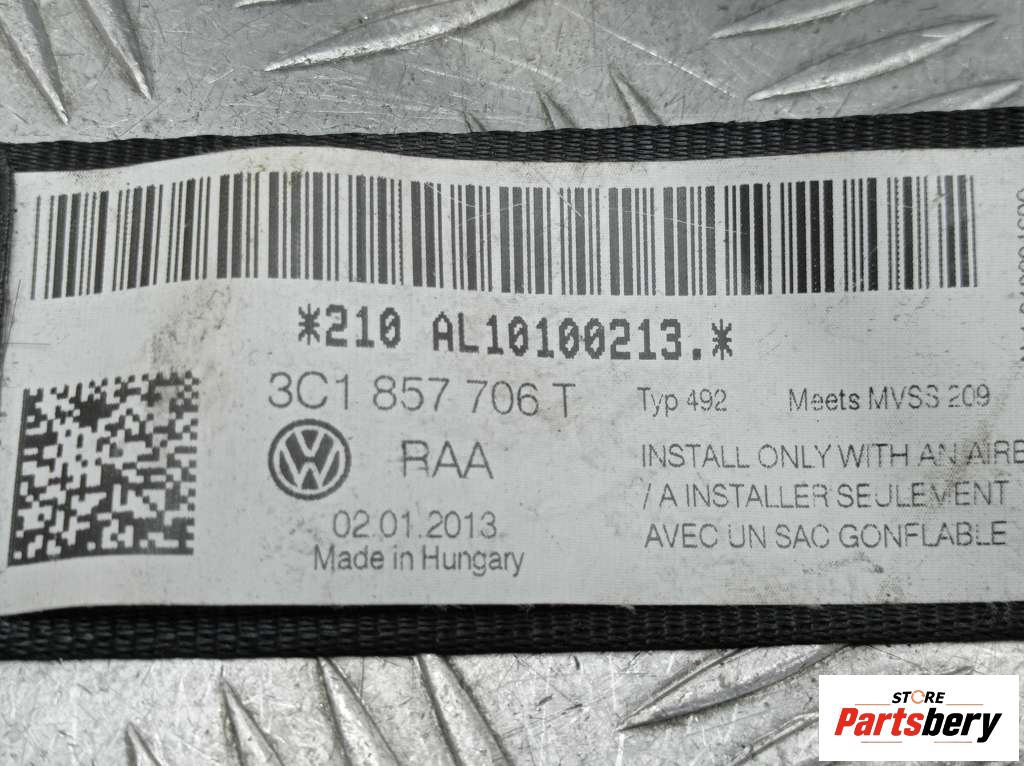 *210 AL10100213.*
3C1 857 706 T
RAA
02.01.2013
Made in Hungary
Typ 492 Meets MVSS 209
INSTALL ONLY WITH AN AIRB
/ A INSTALLER SEULEMENT
AVEC UN SAC GONFLABLE
STORE
Partsbery